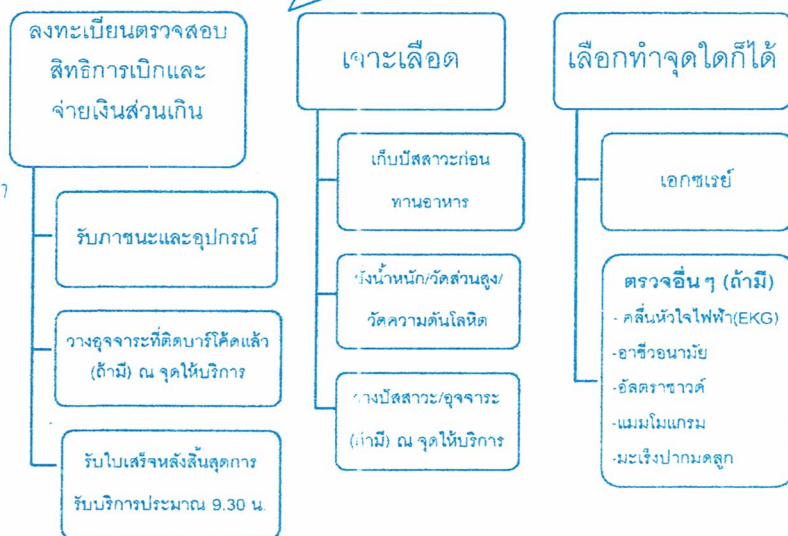 ลงทะเบียนตรวจสอบ
สิทธิการเบิกและ
จ่ายเงินส่วนเกิน
รับภาชนะและอุปกรณ์
วางอุจจาระที่ติดบาร์โค้ดแล้ว
(ถ้ามี) ณ จุดให้บริการ
รับใบเสร็จหลังสิ้นสุดการ
รับบริการประมาณ 9.30 น.
เจาะเลือด
เก็บปัสสาวะก่อน
ทานอาหาร
ชั่งน้ำหนัก/วัดส่วนสูง/
วัดความดันโลหิต
วางปัสสาวะ/อุจจาระ
(ถ้ามี) ณ จุดให้บริการ
เลือกทำจุดใดก็ได้
เอกซเรย์
ตรวจอื่น ๆ (ถ้ามี)
- คลื่นหัวใจไฟฟ้า(EKG)
-อาชีวอนามัย
-อัลตราซาวด์
-แมมโมแกรม
-มะเร็งปากมดลูก